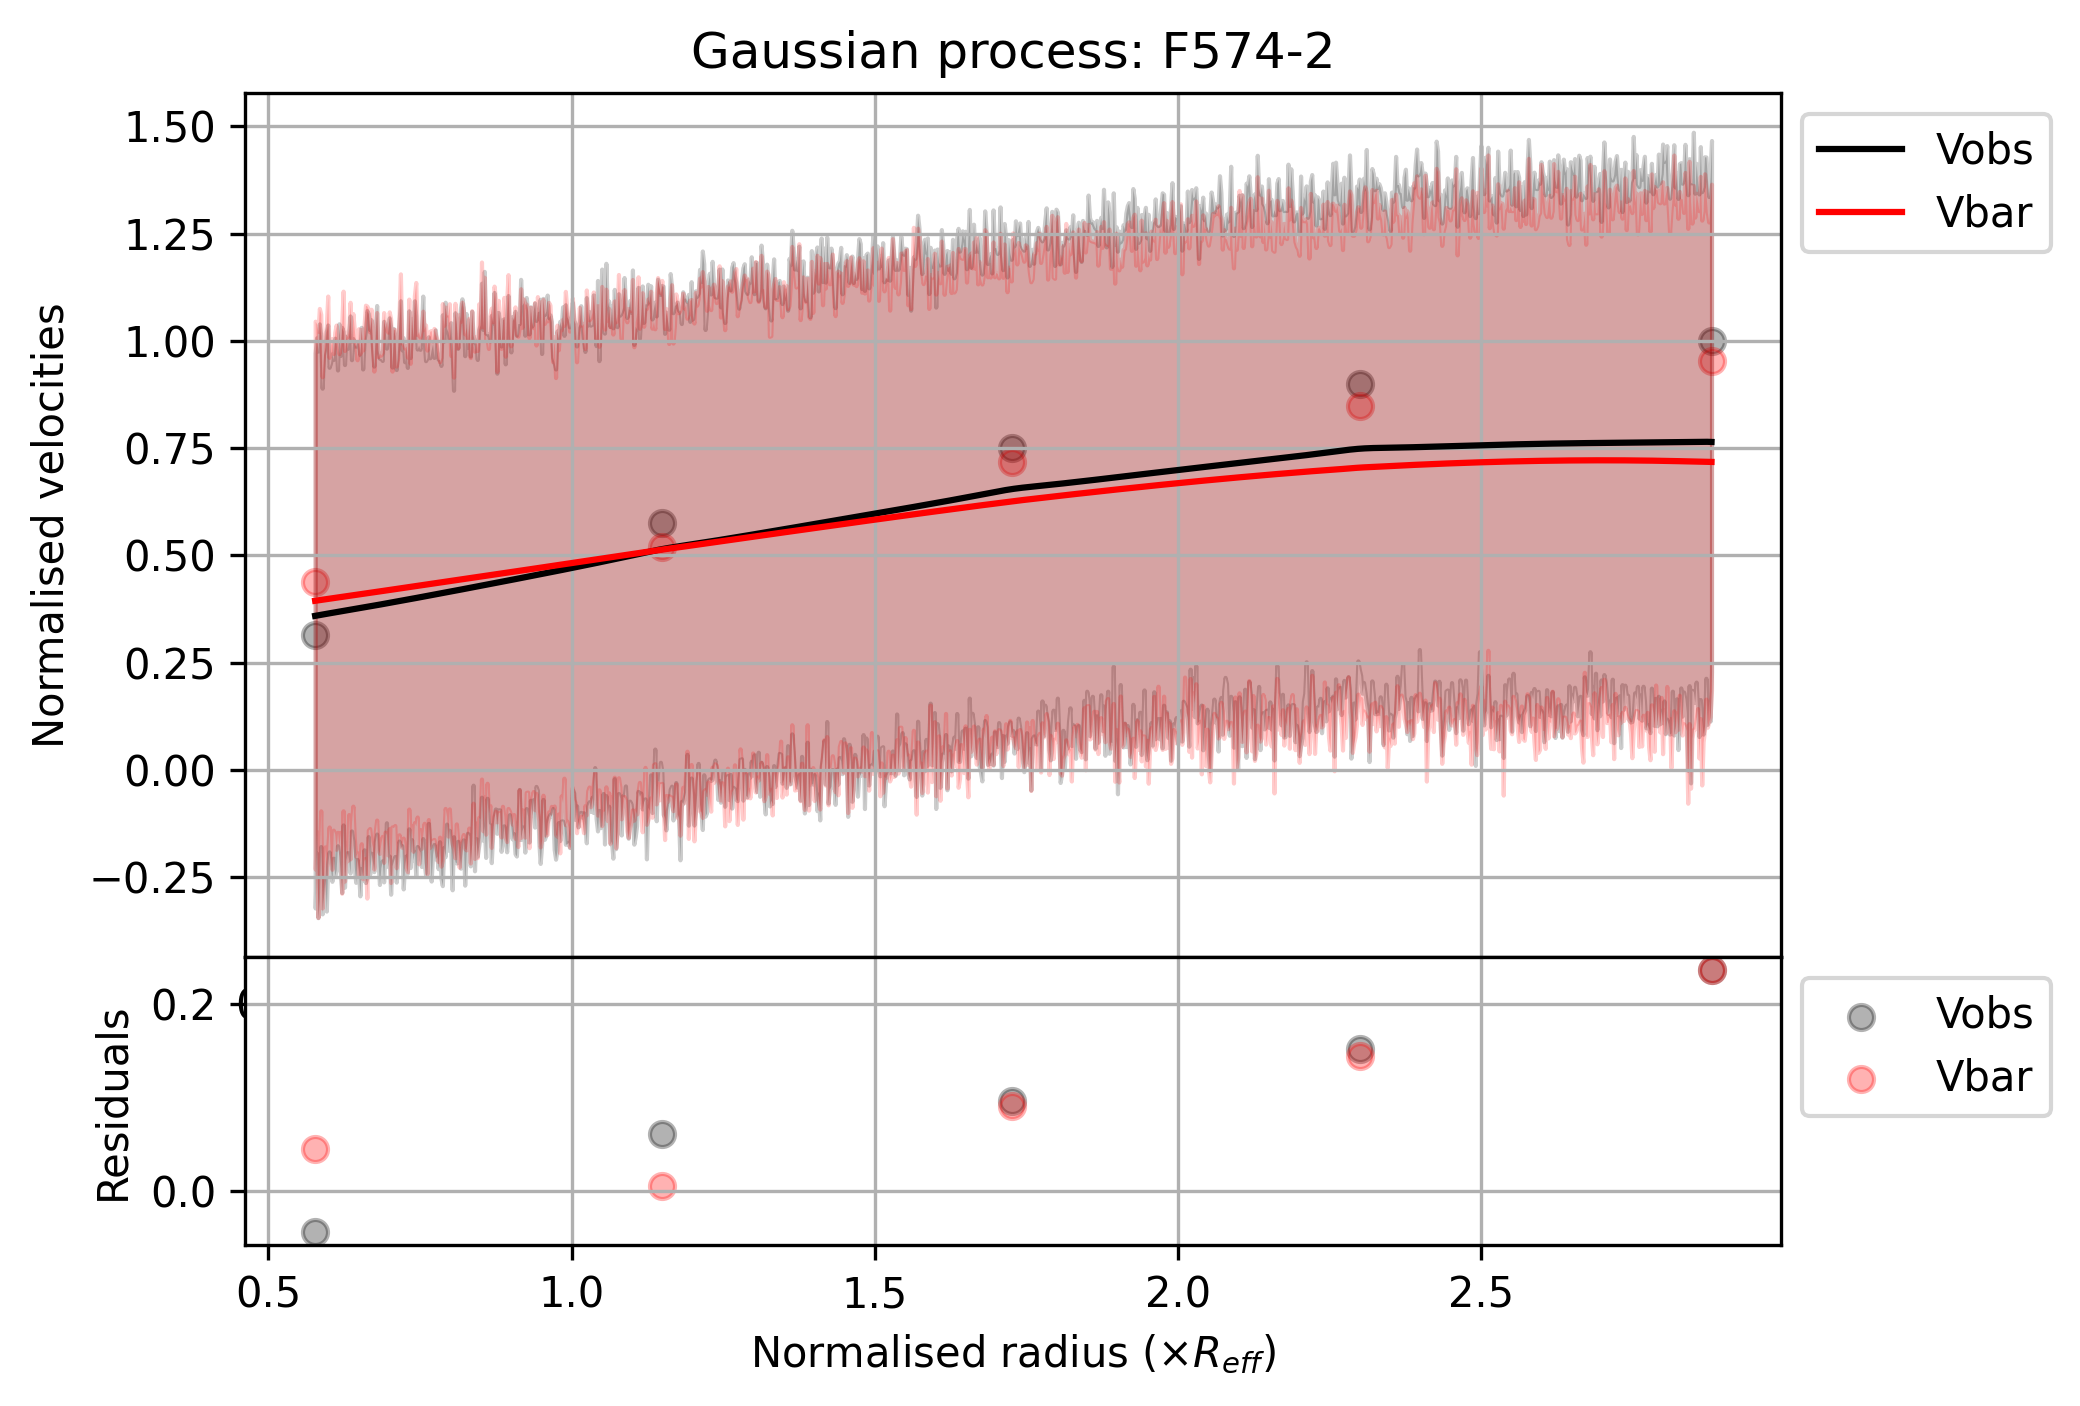 Gaussian process: F574-2
1.50
1.25
1.00
0.75
0.50
0.25
0.00
−0.25
Normalised velocities
Vobs
Vbar
0.2
0.0
Residuals
Vobs
Vbar
0.5 1.0 1.5 2.0 2.5
Normalised radius (×R_eff)